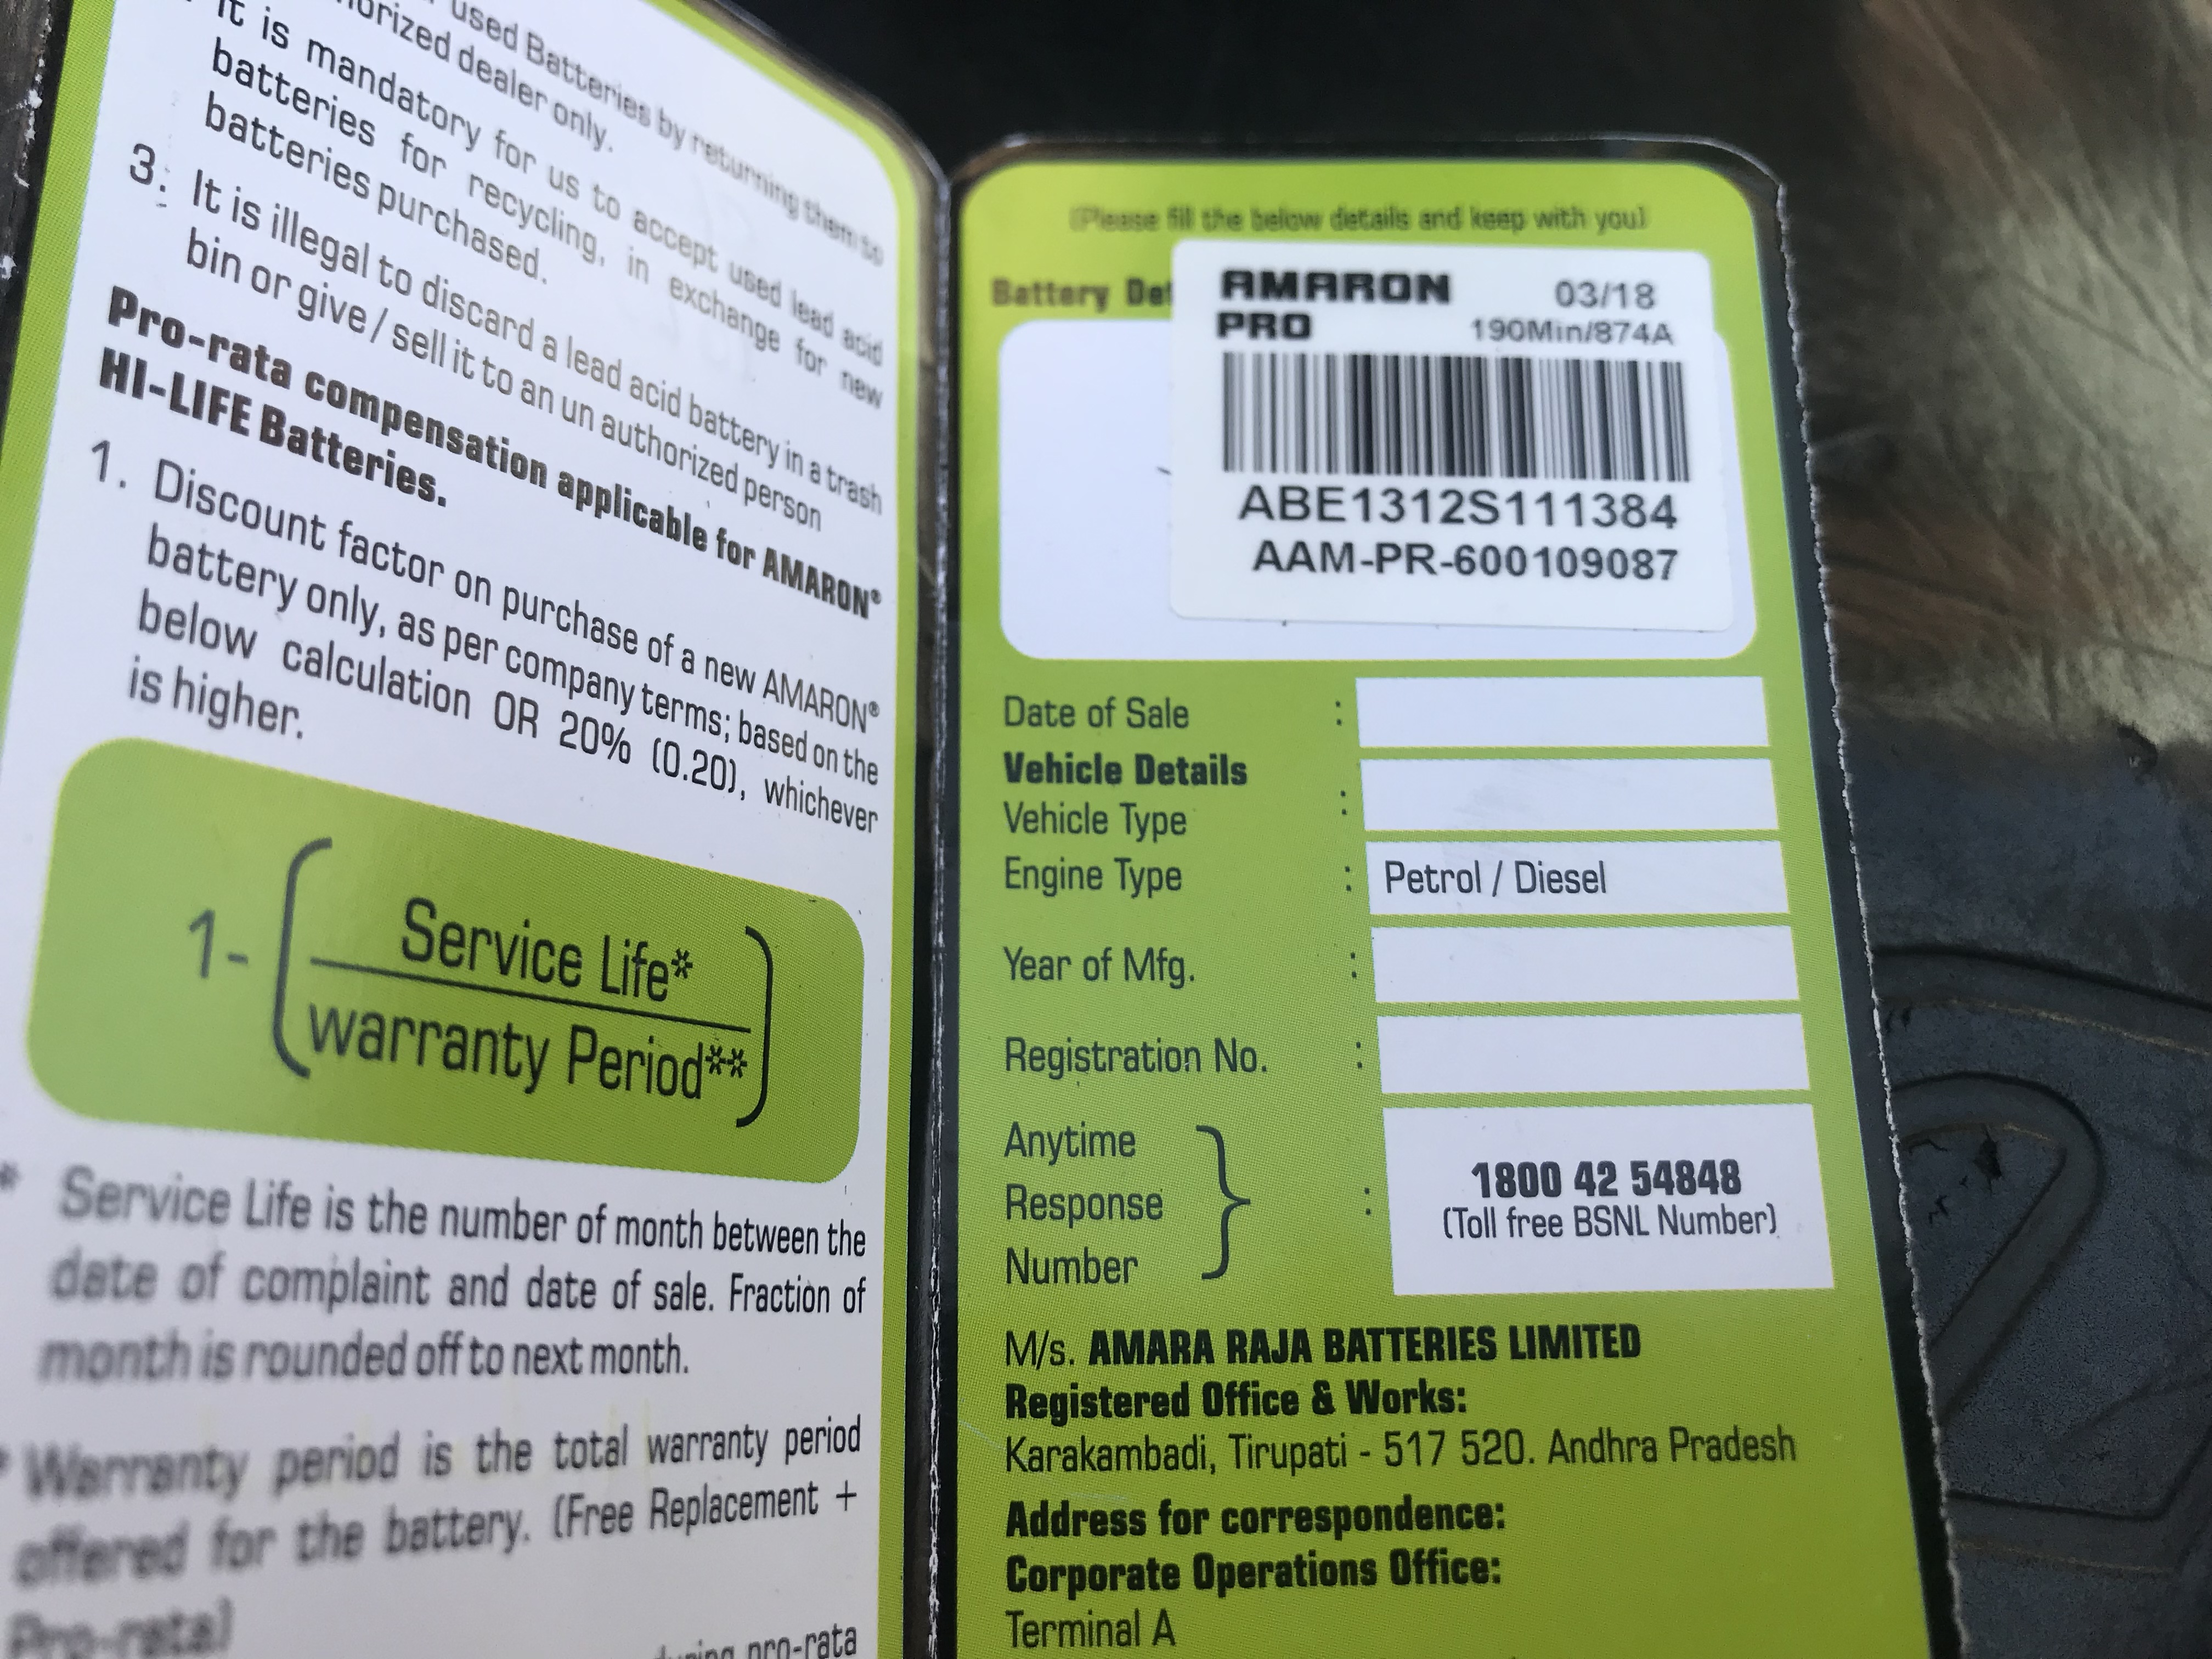 used Batteries by returning them to
dealer only.
It is mandatory for us to accept used lead acid
batteries for recycling, in exchange for new
batteries purchased.
3. It is illegal to discard a lead acid battery in a trash
bin or give / sell it to an un authorized person
Pro-rata compensation applicable for AMARON®
HI-LIFE Batteries.
1. Discount factor on purchase of a new AMARON®
battery only, as per company terms; based on the
below calculation OR 20% (0.20), whichever
is higher.
1- (Service Life*
warranty Period**)
* Service Life is the number of month between the
date of complaint and date of sale. Fraction of
month is rounded off to next month.
* Warranty period is the total warranty period
offered for the battery. (Free Replacement +
Pro-rata)
pro-rata
(Please fill the below details and keep with you)
Battery
AMARON 03/18
PRO 190Min/874A
ABE1312S111384
AAM-PR-600109087
Date of Sale :
Vehicle Details
Vehicle Type :
Engine Type : Petrol / Diesel
Year of Mfg. :
Registration No. :
Anytime
Response
Number } :
1800 42 54848
(Toll free BSNL Number)
M/s. AMARA RAJA BATTERIES LIMITED
Registered Office & Works:
Karakambadi, Tirupati - 517 520. Andhra Pradesh
Address for correspondence:
Corporate Operations Office:
Terminal A